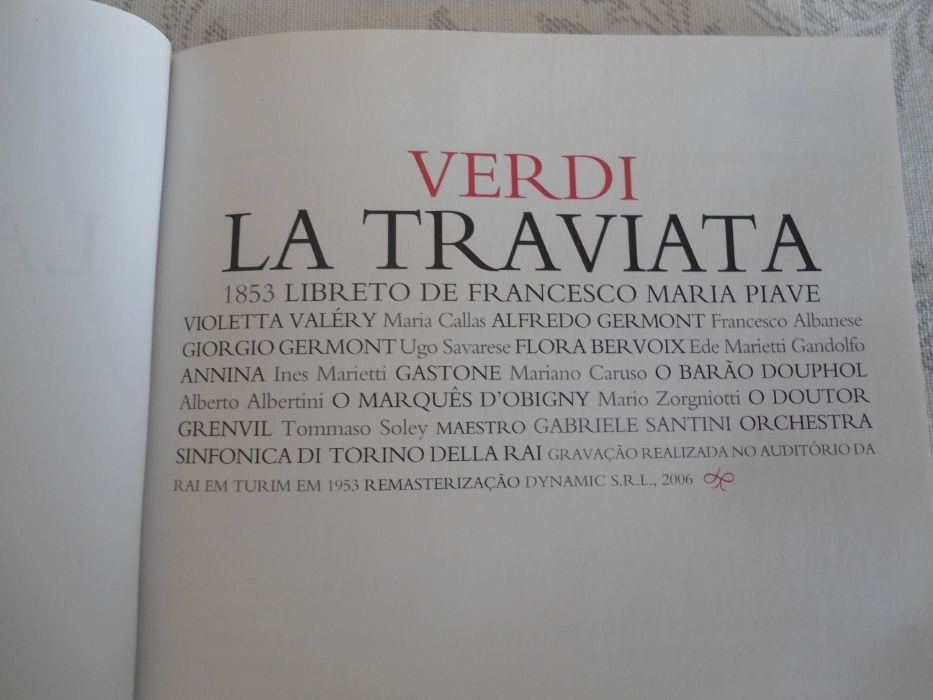 VERDI
LA TRAVIATA
1853 LIBRETO DE FRANCESCO MARIA PIAVE
VIOLETTA VALÉRY Maria Callas ALFREDO GERMONT Francesco Albanese
GIORGIO GERMONT Ugo Savarese FLORA BERVOIX Ede Marietti Gandolfo
ANNINA Ines Marietti GASTONE Mariano Caruso O BARÃO DOUPHOL
Alberto Albertini O MARQUÊS D'OBIGNY Mario Zorgniotti O DOUTOR
GRENVIL Tommaso Soley MAESTRO GABRIELE SANTINI ORCHESTRA
SINFONICA DI TORINO DELLA RAI GRAVAÇÃO REALIZADA NO AUDITÓRIO DA
RAI EM TURIM EM 1953 REMASTERIZAÇÃO DYNAMIC S.R.L., 2006